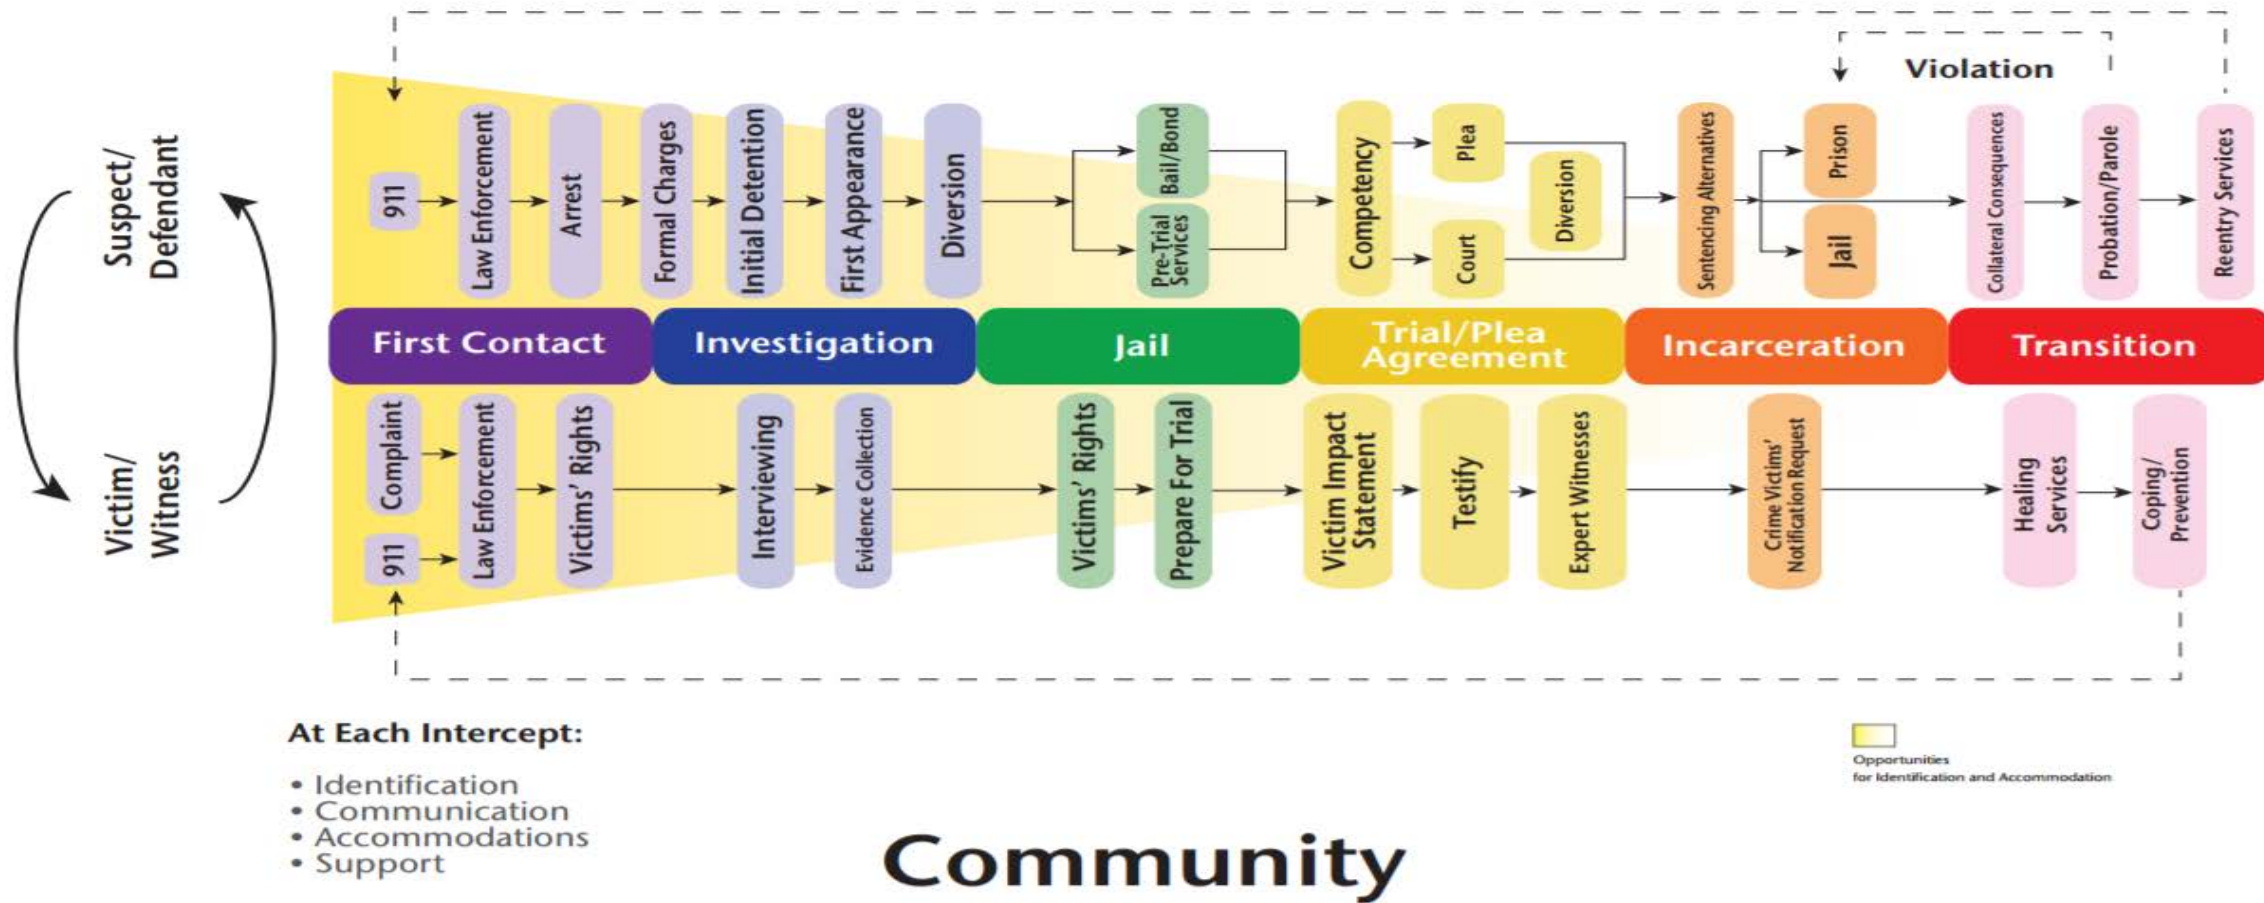 Violation
Suspect/
Defendant
911
Law Enforcement
Arrest
Formal Charges
Initial Detention
First Appearance
Diversion
Bail/Bond
Pre-Trial
Services
Competency
Plea
Court
Diversion
Sentencing Alternatives
Prison
Jail
Collateral Consequences
Probation/Parole
Reentry Services
First Contact
Investigation
Jail
Trial/Plea
Agreement
Incarceration
Transition
Victim/
Witness
Complaint
911
Law Enforcement
Victims' Rights
Interviewing
Evidence Collection
Victims' Rights
Prepare For Trial
Victim Impact
Statement
Testify
Expert Witnesses
Crime Victims'
Notification Request
Healing
Services
Coping/
Prevention
At Each Intercept:
• Identification
• Communication
• Accommodations
• Support
Opportunities
for Identification and Accommodation
Community